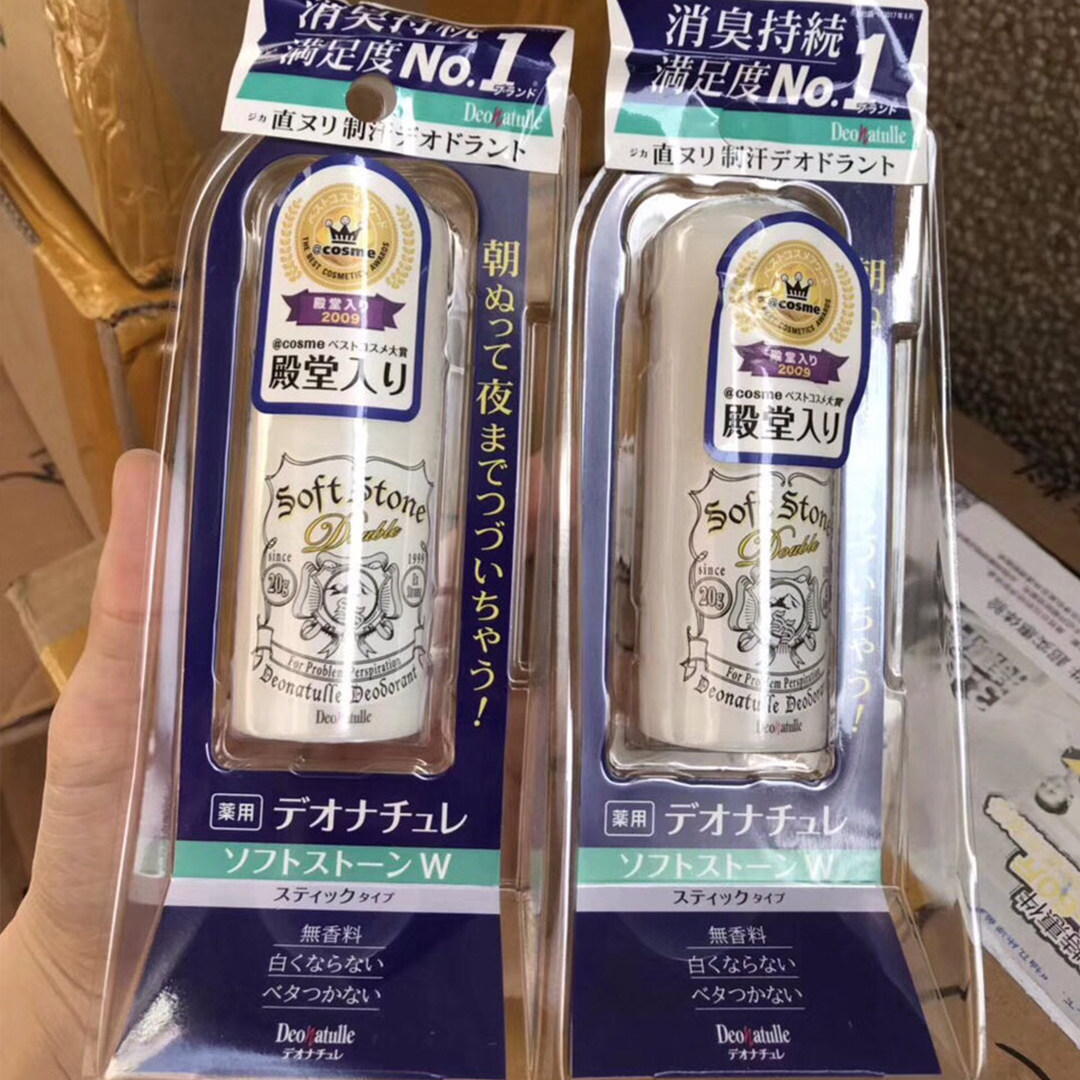 消臭持続
満足度No.1
ブランド
Deonatulle
ジカ 直ヌリ制汗デオドラント
@cosme
THE BEST COSMETICS AWARDS
殿堂入り
2009
@cosme ベストコスメ大賞
殿堂入り
朝ぬって夜までつづいちゃう!
Soft Stone
Double
since
1999
20g
For Problem Perspiration
Deonatulle Deodorant
Deonatulle
薬用 デオナチュレ
ソフトストーンW
スティックタイプ
無香料
白くならない
ベタつかない
Deonatulle
デオナチュレ
消臭持続
満足度No.1
ブランド
Deonatulle
ジカ 直ヌリ制汗デオドラント
@cosme
殿堂入り
2009
@cosme ベストコスメ大賞
殿堂入り
Soft Stone
Double
since
20g
For Problem Perspiration
Deonatulle Deodorant
Deonatulle
薬用 デオナチュレ
ソフトストーンW
スティックタイプ
無香料
白くならない
ベタつかない
Deonatulle
デオナチュレ